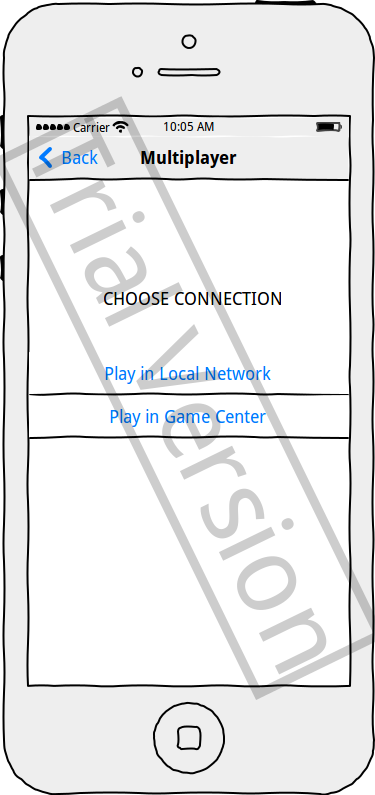 Carrier 10:05 AM
Back Multiplayer
CHOOSE CONNECTION
Play in Local Network
Play in Game Center
Trial Version